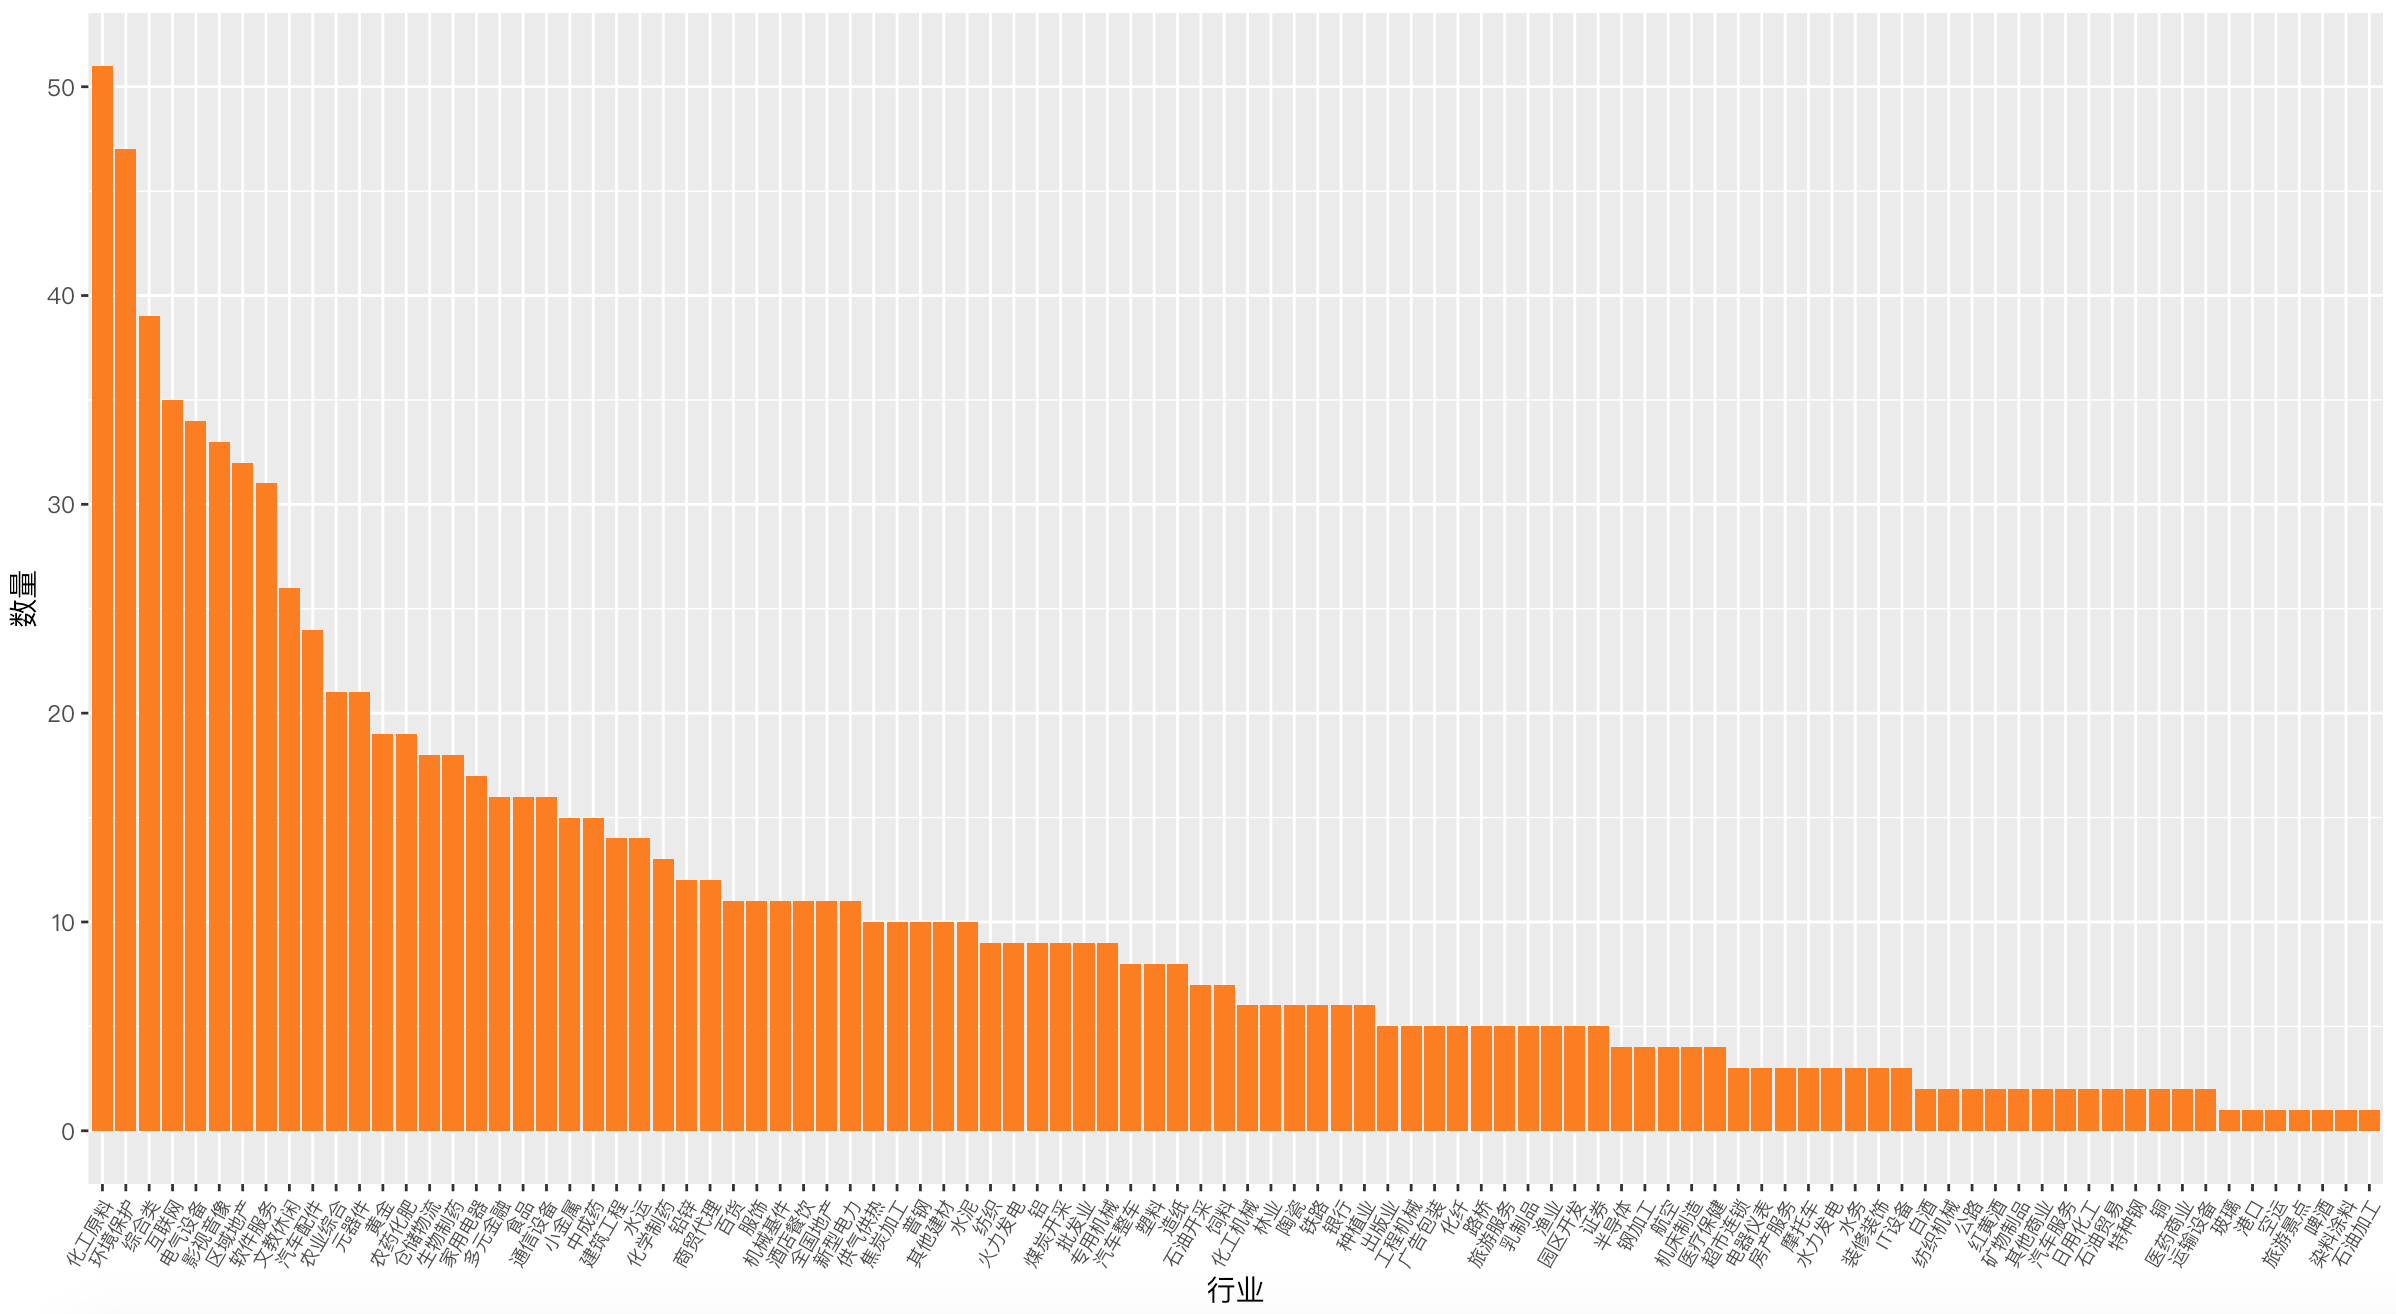 数量
50
40
30
20
10
0
化工原料
环境保护
综合类
互联网
电气设备
影视音像
区域地产
软件服务
文教休闲
汽车配件
农业综合
元器件
黄金
农药化肥
仓储物流
生物制药
家用电器
多元金融
食品
通信设备
小金属
中成药
建筑工程
水运
化学制药
铅锌
商贸代理
百货
服饰
机械基件
酒店餐饮
全国地产
新型电力
供气供热
焦炭加工
普钢
其他建材
水泥
纺织
火力发电
铝
煤炭开采
批发业
专用机械
汽车整车
塑料
造纸
石油开采
饲料
化工机械
林业
陶瓷
铁路
银行
种植业
出版业
工程机械
广告包装
化纤
路桥
旅游服务
乳制品
渔业
园区开发
证券
半导体
钢加工
航空
机床制造
医疗保健
超市连锁
电器仪表
房产服务
摩托车
水力发电
水务
装修装饰
IT设备
白酒
纺织机械
公路
红黄酒
矿物制品
其他商业
汽车服务
日用化工
石油贸易
特种钢
铜
医药商业
运输设备
玻璃
港口
空运
旅游景点
啤酒
染料涂料
石油加工
行业